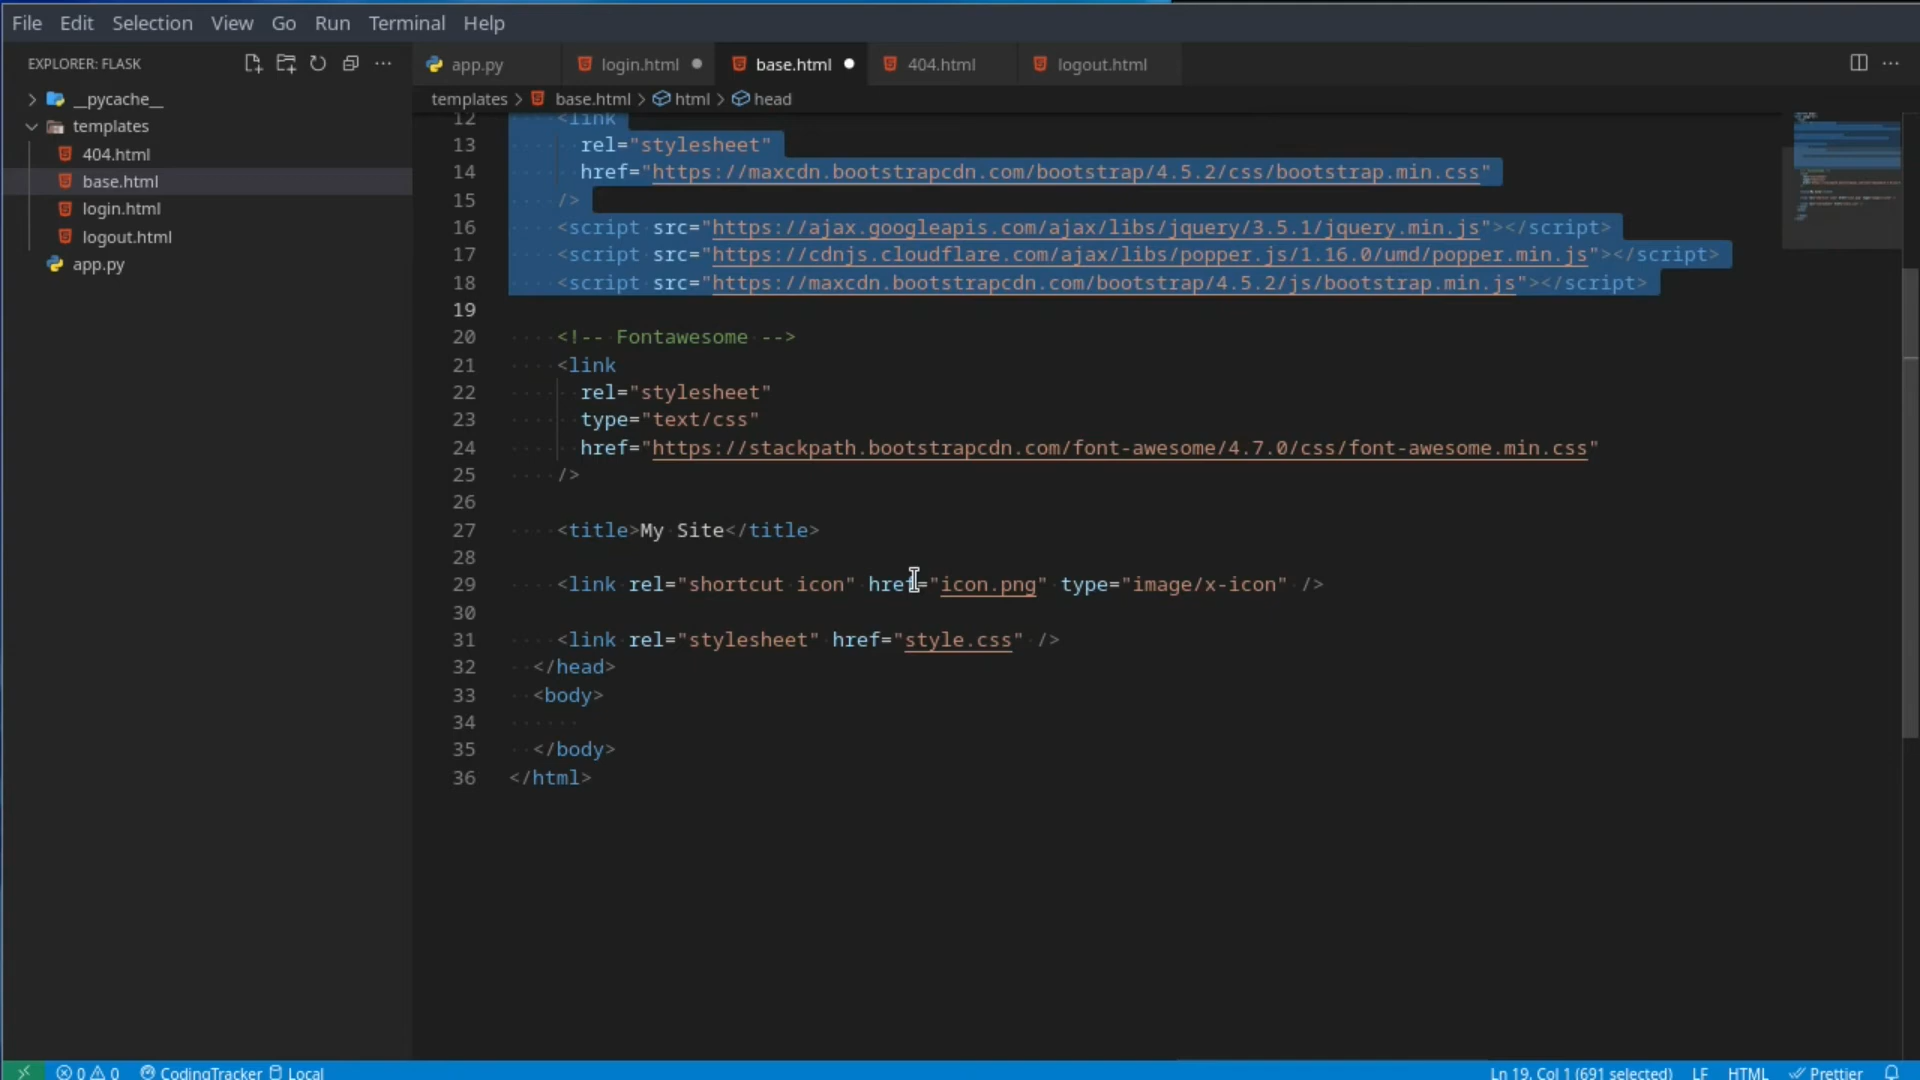 File Edit Selection View Go Run Terminal Help
EXPLORER: FLASK
app.py login.html base.html 404.html logout.html
__pycache__
templates
404.html
base.html
login.html
logout.html
app.py
templates > base.html > html > head
12 <link
13 rel="stylesheet"
14 href="https://maxcdn.bootstrapcdn.com/bootstrap/4.5.2/css/bootstrap.min.css"
15 />
16 <script src="https://ajax.googleapis.com/ajax/libs/jquery/3.5.1/jquery.min.js"></script>
17 <script src="https://cdnjs.cloudflare.com/ajax/libs/popper.js/1.16.0/umd/popper.min.js"></script>
18 <script src="https://maxcdn.bootstrapcdn.com/bootstrap/4.5.2/js/bootstrap.min.js"></script>
19
20 <!-- Fontawesome -->
21 <link
22 rel="stylesheet"
23 type="text/css"
24 href="https://stackpath.bootstrapcdn.com/font-awesome/4.7.0/css/font-awesome.min.css"
25 />
26
27 <title>My Site</title>
28
29 <link rel="shortcut icon" href="icon.png" type="image/x-icon" />
30
31 <link rel="stylesheet" href="style.css" />
32 </head>
33 <body>
34
35 </body>
36 </html>
0 0 CodingTracker Local Ln 19, Col 1 (691 selected) LF HTML Prettier